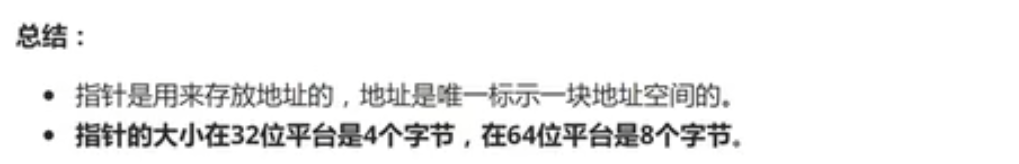 总结：
指针是用来存放地址的，地址是唯一标示一块地址空间的。
指针的大小在32位平台是4个字节，在64位平台是8个字节。